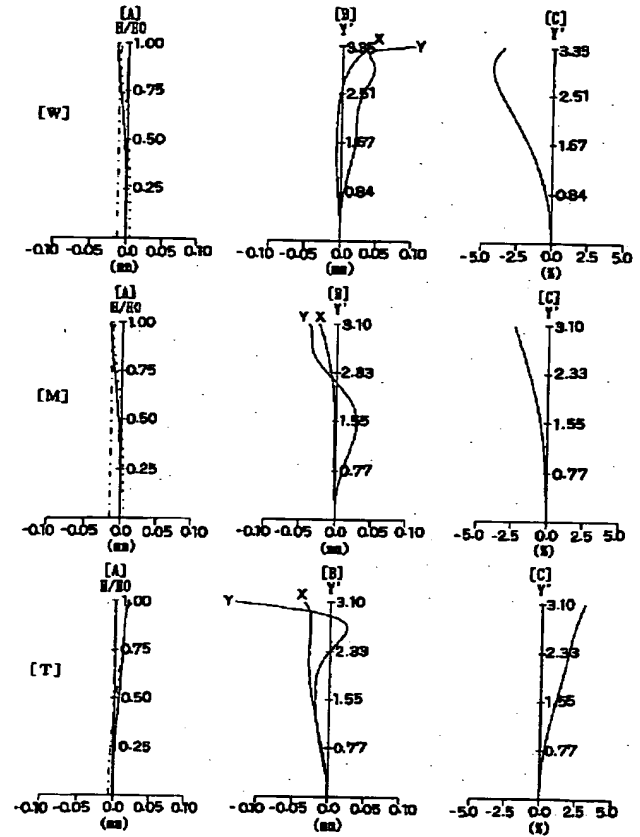 [A] [B] [C]
H/H0 Y' X Y Y'
1.00 3.35 3.35
0.75 2.51 2.51
[W]
0.50 1.67 1.67
0.25 0.84 0.84
-0.10 -0.05 0.0 0.05 0.10 -0.10 -0.05 0.0 0.05 0.10 -5.0 -2.5 0.0 2.5 5.0
(mm) (mm) (%)
[A] [B] [C]
H/H0 Y X Y' Y'
1.00 3.10 3.10
0.75 2.33 2.33
[M]
0.50 1.55 1.55
0.25 0.77 0.77
-0.10 -0.05 0.0 0.05 0.10 -0.10 -0.05 0.0 0.05 0.10 -5.0 -2.5 0.0 2.5 5.0
(mm) (mm) (%)
[A] [B] [C]
H/H0 Y X Y' Y'
1.00 3.10 3.10
0.75 2.33 2.33
[T]
0.50 1.55 1.55
0.25 0.77 0.77
-0.10 -0.05 0.0 0.05 0.10 -0.10 -0.05 0.0 0.05 0.10 -5.0 -2.5 0.0 2.5 5.0
(mm) (mm) (%)